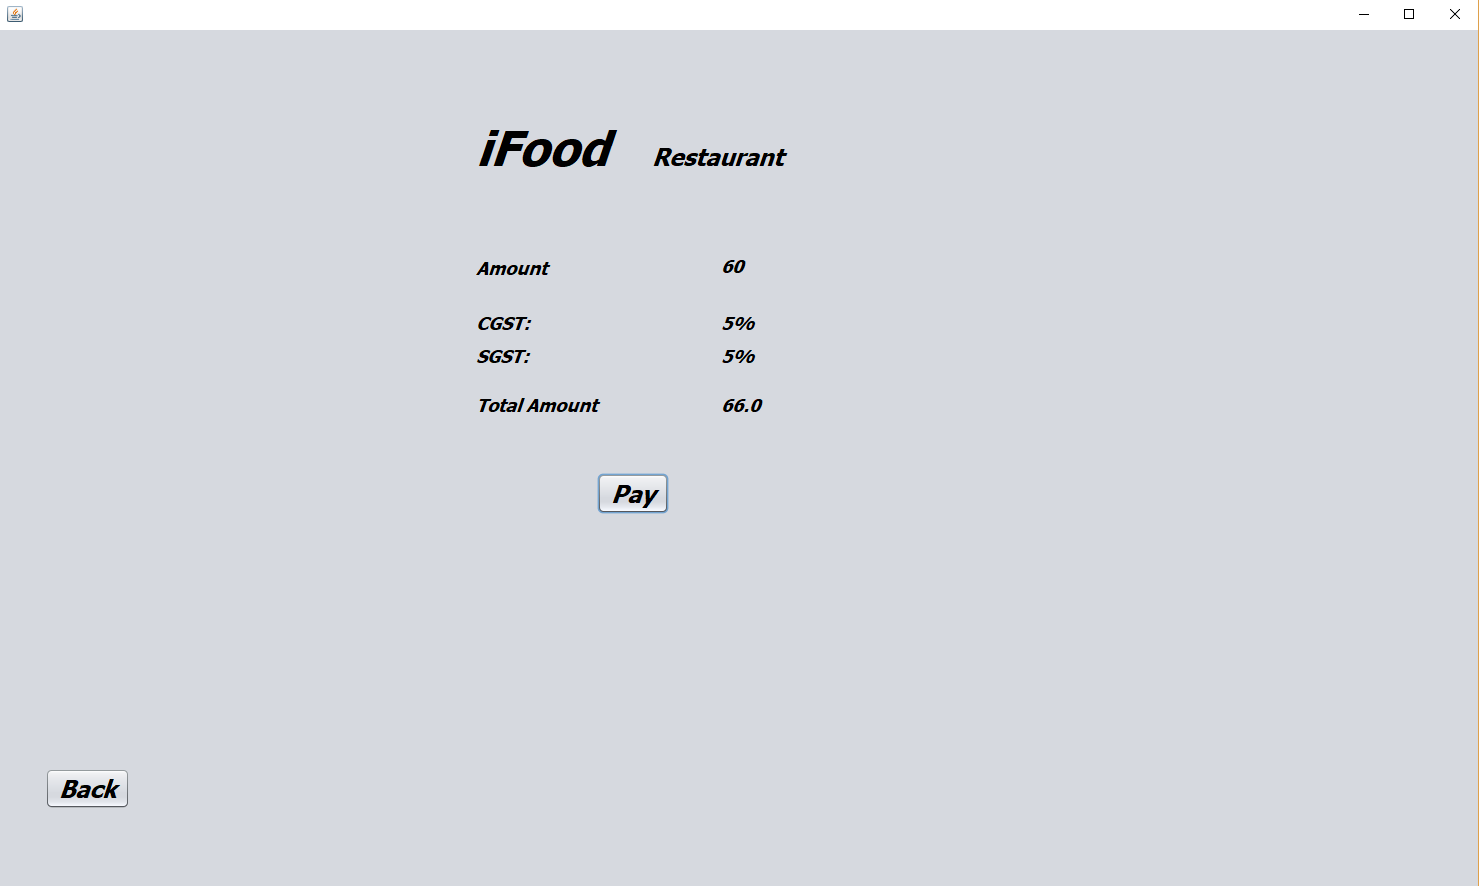 iFood Restaurant
Amount 60
CGST: 5%
SGST: 5%
Total Amount 66.0
Pay
Back